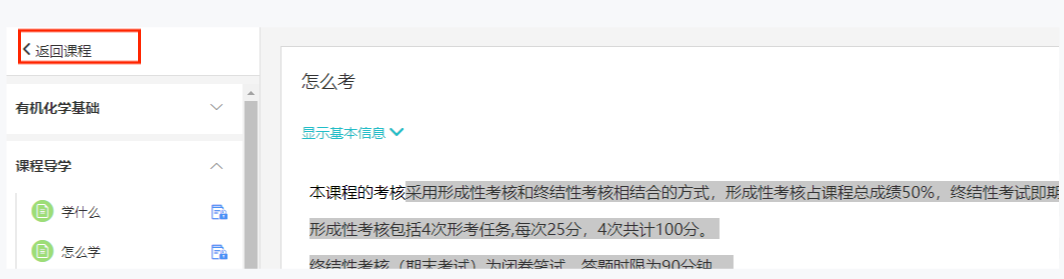 返回课程
有机化学基础
课程导学
学什么
怎么学
怎么考
显示基本信息
本课程的考核采用形成性考核和终结性考核相结合的方式，形成性考核占课程总成绩50%，终结性考试即期
形成性考核包括4次形考任务,每次25分，4次共计100分。
终结性考核（期末考试）为闭卷笔试，答题时限为90分钟。